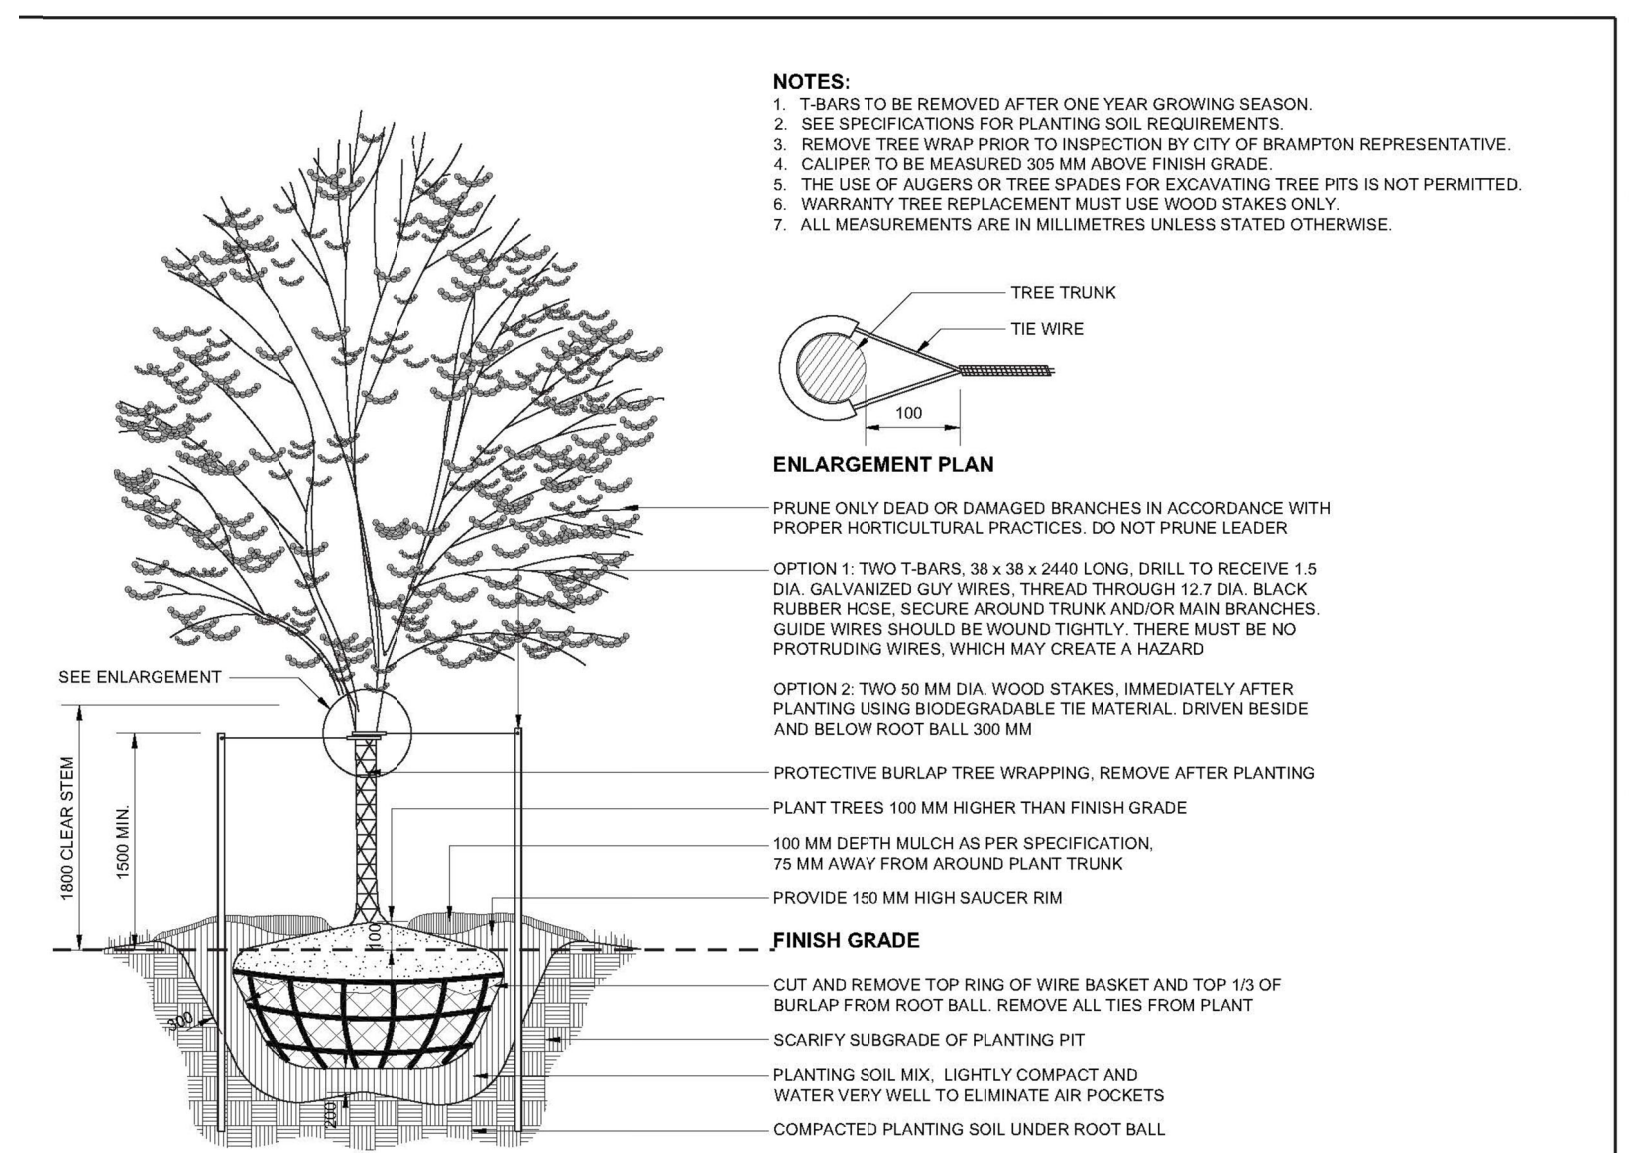 NOTES:
1. T-BARS TO BE REMOVED AFTER ONE YEAR GROWING SEASON.
2. SEE SPECIFICATIONS FOR PLANTING SOIL REQUIREMENTS.
3. REMOVE TREE WRAP PRIOR TO INSPECTION BY CITY OF BRAMPTON REPRESENTATIVE.
4. CALIPER TO BE MEASURED 305 MM ABOVE FINISH GRADE.
5. THE USE OF AUGERS OR TREE SPADES FOR EXCAVATING TREE PITS IS NOT PERMITTED.
6. WARRANTY TREE REPLACEMENT MUST USE WOOD STAKES ONLY.
7. ALL MEASUREMENTS ARE IN MILLIMETRES UNLESS STATED OTHERWISE.
TREE TRUNK
TIE WIRE
100
ENLARGEMENT PLAN
PRUNE ONLY DEAD OR DAMAGED BRANCHES IN ACCORDANCE WITH
PROPER HORTICULTURAL PRACTICES. DO NOT PRUNE LEADER
OPTION 1: TWO T-BARS, 38 x 38 x 2440 LONG, DRILL TO RECEIVE 1.5
DIA. GALVANIZED GUY WIRES, THREAD THROUGH 12.7 DIA. BLACK
RUBBER HOSE, SECURE AROUND TRUNK AND/OR MAIN BRANCHES.
GUIDE WIRES SHOULD BE WOUND TIGHTLY. THERE MUST BE NO
PROTRUDING WIRES, WHICH MAY CREATE A HAZARD
OPTION 2: TWO 50 MM DIA. WOOD STAKES, IMMEDIATELY AFTER
PLANTING USING BIODEGRADABLE TIE MATERIAL. DRIVEN BESIDE
AND BELOW ROOT BALL 300 MM
SEE ENLARGEMENT
1800 CLEAR STEM
1500 MIN.
PROTECTIVE BURLAP TREE WRAPPING, REMOVE AFTER PLANTING
PLANT TREES 100 MM HIGHER THAN FINISH GRADE
100 MM DEPTH MULCH AS PER SPECIFICATION,
75 MM AWAY FROM AROUND PLANT TRUNK
PROVIDE 150 MM HIGH SAUCER RIM
100
FINISH GRADE
CUT AND REMOVE TOP RING OF WIRE BASKET AND TOP 1/3 OF
BURLAP FROM ROOT BALL. REMOVE ALL TIES FROM PLANT
300
SCARIFY SUBGRADE OF PLANTING PIT
PLANTING SOIL MIX, LIGHTLY COMPACT AND
WATER VERY WELL TO ELIMINATE AIR POCKETS
200
COMPACTED PLANTING SOIL UNDER ROOT BALL